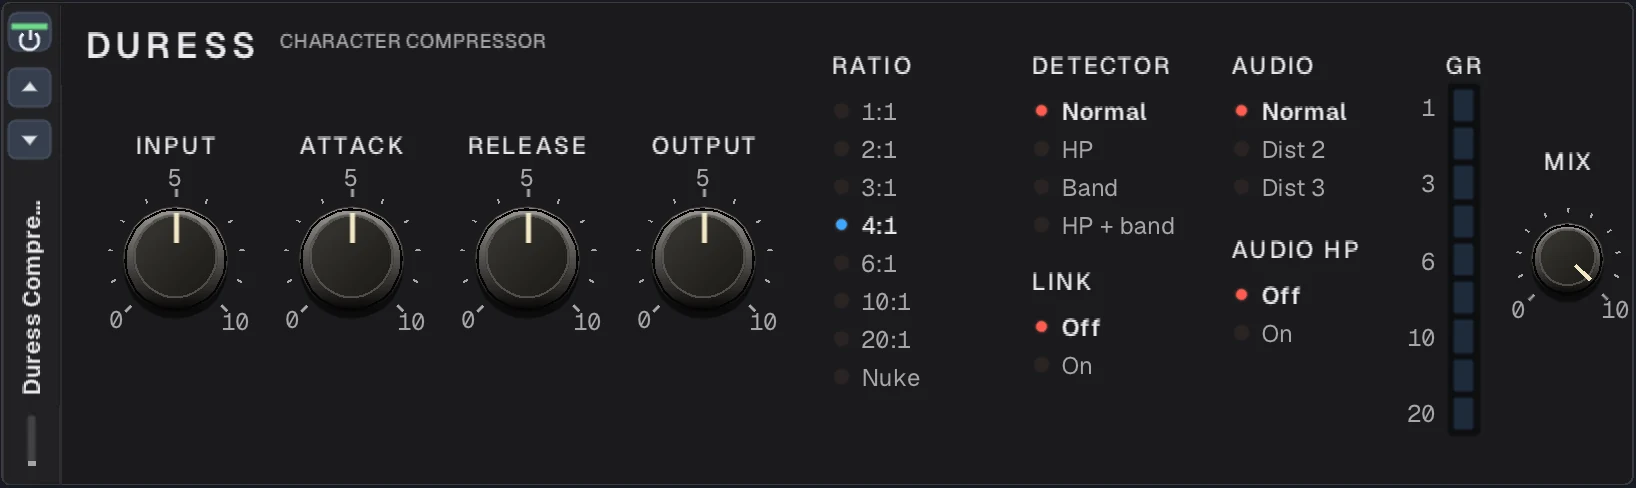 DURESS CHARACTER COMPRESSOR
Duress Compre...
INPUT
5
0 10
ATTACK
5
0 10
RELEASE
5
0 10
OUTPUT
5
0 10
RATIO
1:1
2:1
3:1
4:1
6:1
10:1
20:1
Nuke
DETECTOR
Normal
HP
Band
HP + band
LINK
Off
On
AUDIO
Normal
Dist 2
Dist 3
AUDIO HP
Off
On
GR
1
3
6
10
20
MIX
0 10